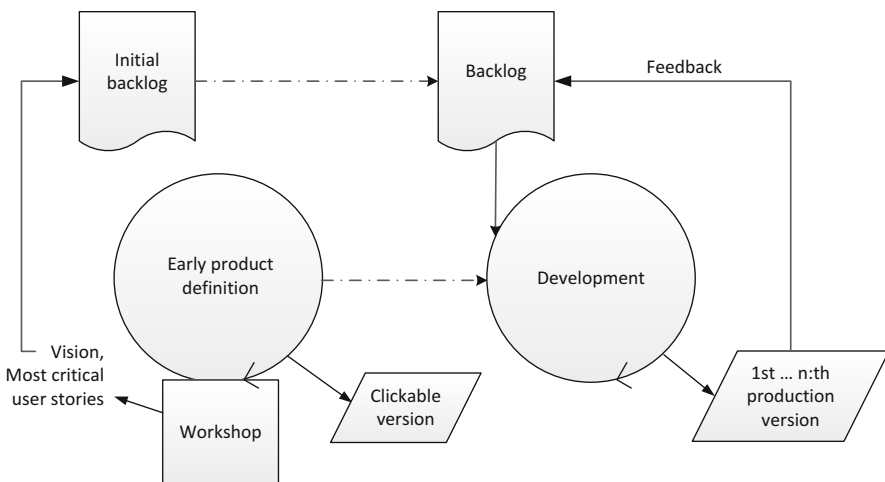 Initial
backlog
Backlog
Feedback
Early product
definition
Development
Vision,
Most critical
user stories
Workshop
Clickable
version
1st ... n:th
production
version